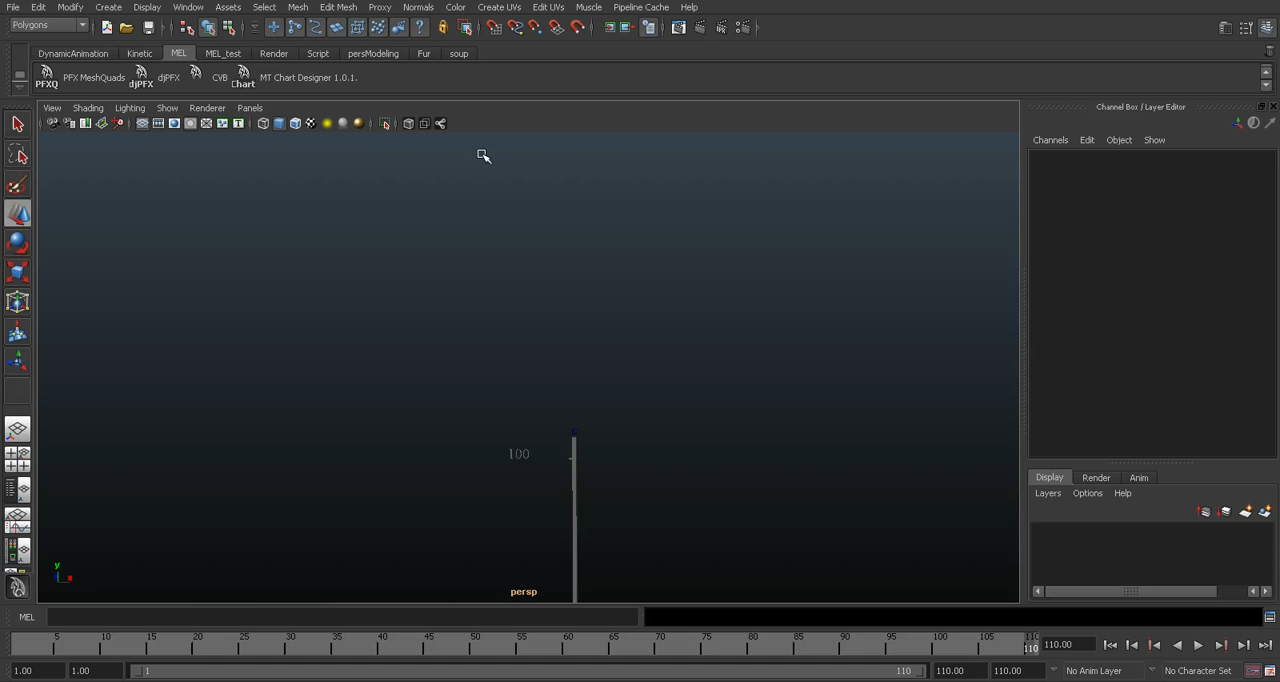 File Edit Modify Create Display Window Assets Select Mesh Edit Mesh Proxy Normals Color Create UVs Edit UVs Muscle Pipeline Cache Help
Polygons
DynamicAnimation Kinetic MEL MEL_test Render Script persModeling Fur soup
PFXQ PFX MeshQuads djPFX djPFX CVB Chart MT Chart Designer 1.0.1.
View Shading Lighting Show Renderer Panels
Channel Box / Layer Editor
Channels Edit Object Show
100
Display Render Anim
Layers Options Help
y
x
persp
MEL
5 10 15 20 25 30 35 40 45 50 55 60 65 70 75 80 85 90 95 100 105 110
110 110.00
1.00 1.00 1 110 110.00 110.00 No Anim Layer No Character Set